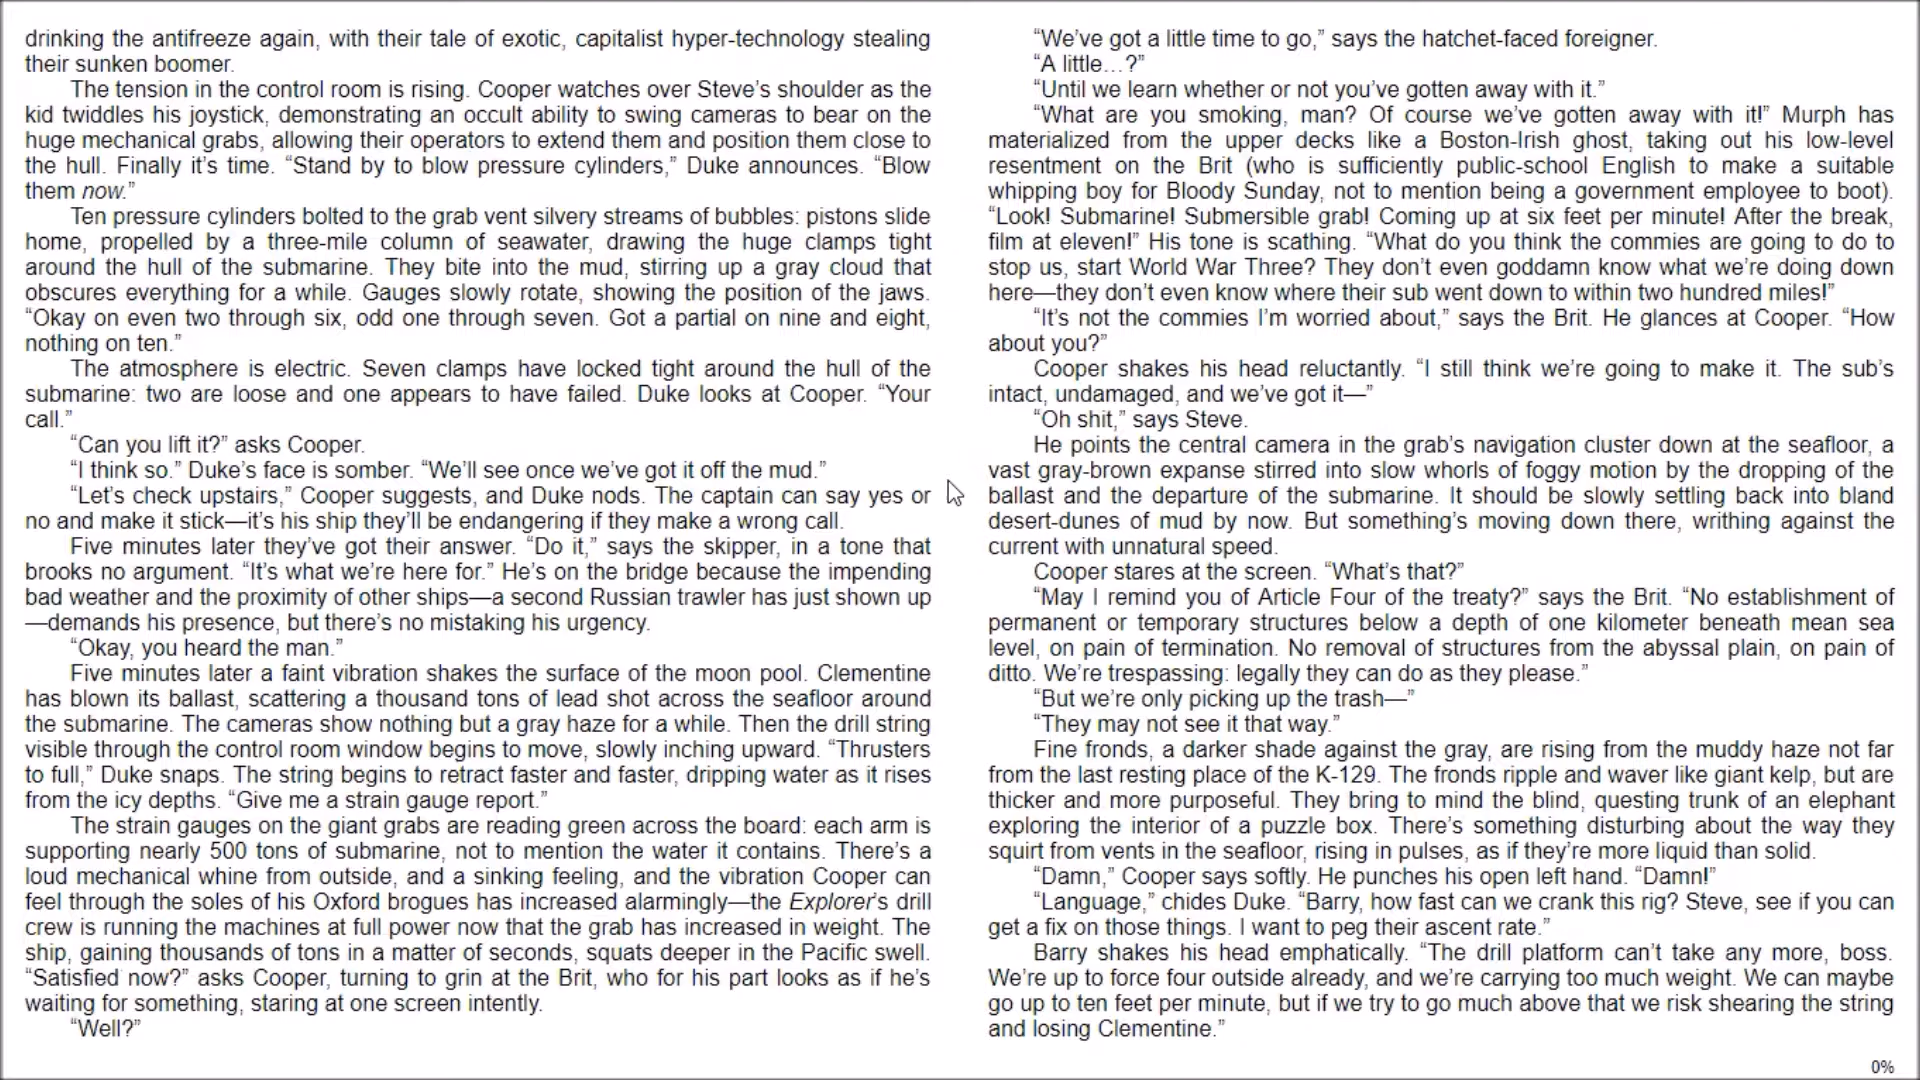 drinking the antifreeze again, with their tale of exotic, capitalist hyper-technology stealing
their sunken boomer.
The tension in the control room is rising. Cooper watches over Steve’s shoulder as the
kid twiddles his joystick, demonstrating an occult ability to swing cameras to bear on the
huge mechanical grabs, allowing their operators to extend them and position them close to
the hull. Finally it’s time. “Stand by to blow pressure cylinders,” Duke announces. “Blow
them now.”
Ten pressure cylinders bolted to the grab vent silvery streams of bubbles: pistons slide
home, propelled by a three-mile column of seawater, drawing the huge clamps tight
around the hull of the submarine. They bite into the mud, stirring up a gray cloud that
obscures everything for a while. Gauges slowly rotate, showing the position of the jaws.
“Okay on even two through six, odd one through seven. Got a partial on nine and eight,
nothing on ten.”
The atmosphere is electric. Seven clamps have locked tight around the hull of the
submarine: two are loose and one appears to have failed. Duke looks at Cooper. “Your
call.”
“Can you lift it?” asks Cooper.
“I think so.” Duke’s face is somber. “We’ll see once we’ve got it off the mud.”
“Let’s check upstairs,” Cooper suggests, and Duke nods. The captain can say yes or
no and make it stick—it’s his ship they’ll be endangering if they make a wrong call.
Five minutes later they’ve got their answer. “Do it,” says the skipper, in a tone that
brooks no argument. “It’s what we’re here for.” He’s on the bridge because the impending
bad weather and the proximity of other ships—a second Russian trawler has just shown up
—demands his presence, but there’s no mistaking his urgency.
“Okay, you heard the man.”
Five minutes later a faint vibration shakes the surface of the moon pool. Clementine
has blown its ballast, scattering a thousand tons of lead shot across the seafloor around
the submarine. The cameras show nothing but a gray haze for a while. Then the drill string
visible through the control room window begins to move, slowly inching upward. “Thrusters
to full,” Duke snaps. The string begins to retract faster and faster, dripping water as it rises
from the icy depths. “Give me a strain gauge report.”
The strain gauges on the giant grabs are reading green across the board: each arm is
supporting nearly 500 tons of submarine, not to mention the water it contains. There’s a
loud mechanical whine from outside, and a sinking feeling, and the vibration Cooper can
feel through the soles of his Oxford brogues has increased alarmingly—the Explorer’s drill
crew is running the machines at full power now that the grab has increased in weight. The
ship, gaining thousands of tons in a matter of seconds, squats deeper in the Pacific swell.
“Satisfied now?” asks Cooper, turning to grin at the Brit, who for his part looks as if he’s
waiting for something, staring at one screen intently.
“Well?”
“We’ve got a little time to go,” says the hatchet-faced foreigner.
“A little…?”
“Until we learn whether or not you’ve gotten away with it.”
“What are you smoking, man? Of course we’ve gotten away with it!” Murph has
materialized from the upper decks like a Boston-Irish ghost, taking out his low-level
resentment on the Brit (who is sufficiently public-school English to make a suitable
whipping boy for Bloody Sunday, not to mention being a government employee to boot).
“Look! Submarine! Submersible grab! Coming up at six feet per minute! After the break,
film at eleven!” His tone is scathing. “What do you think the commies are going to do to
stop us, start World War Three? They don’t even goddamn know what we’re doing down
here—they don’t even know where their sub went down to within two hundred miles!”
“It’s not the commies I’m worried about,” says the Brit. He glances at Cooper. “How
about you?”
Cooper shakes his head reluctantly. “I still think we’re going to make it. The sub’s
intact, undamaged, and we’ve got it—”
“Oh shit,” says Steve.
He points the central camera in the grab’s navigation cluster down at the seafloor, a
vast gray-brown expanse stirred into slow whorls of foggy motion by the dropping of the
ballast and the departure of the submarine. It should be slowly settling back into bland
desert-dunes of mud by now. But something’s moving down there, writhing against the
current with unnatural speed.
Cooper stares at the screen. “What’s that?”
“May I remind you of Article Four of the treaty?” says the Brit. “No establishment of
permanent or temporary structures below a depth of one kilometer beneath mean sea
level, on pain of termination. No removal of structures from the abyssal plain, on pain of
ditto. We’re trespassing: legally they can do as they please.”
“But we’re only picking up the trash—”
“They may not see it that way.”
Fine fronds, a darker shade against the gray, are rising from the muddy haze not far
from the last resting place of the K-129. The fronds ripple and waver like giant kelp, but are
thicker and more purposeful. They bring to mind the blind, questing trunk of an elephant
exploring the interior of a puzzle box. There’s something disturbing about the way they
squirt from vents in the seafloor, rising in pulses, as if they’re more liquid than solid.
“Damn,” Cooper says softly. He punches his open left hand. “Damn!”
“Language,” chides Duke. “Barry, how fast can we crank this rig? Steve, see if you can
get a fix on those things. I want to peg their ascent rate.”
Barry shakes his head emphatically. “The drill platform can’t take any more, boss.
We’re up to force four outside already, and we’re carrying too much weight. We can maybe
go up to ten feet per minute, but if we try to go much above that we risk shearing the string
and losing Clementine.”
0%